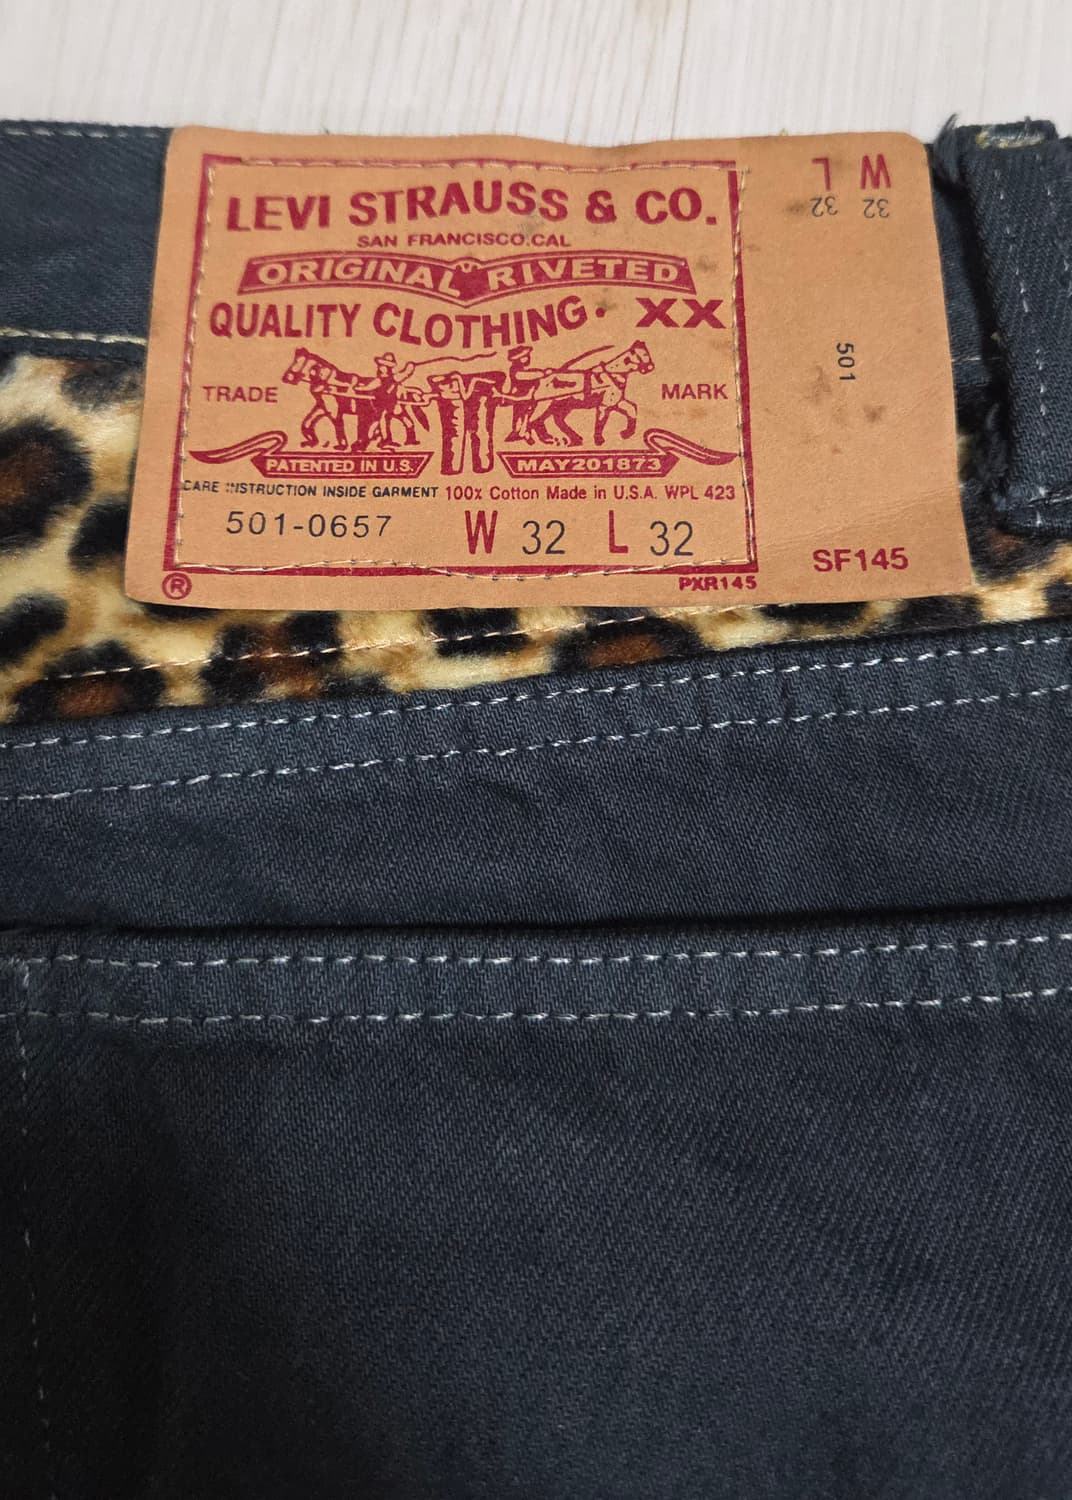 LEVI STRAUSS & CO.
SAN FRANCISCO.CAL
ORIGINAL RIVETED
QUALITY CLOTHING. XX
TRADE MARK
PATENTED IN U.S. MAY201873
CARE INSTRUCTION INSIDE GARMENT 100% Cotton Made in U.S.A. WPL 423
501-0657 W 32 L 32
® PXR145
W L
32 32
501
SF145